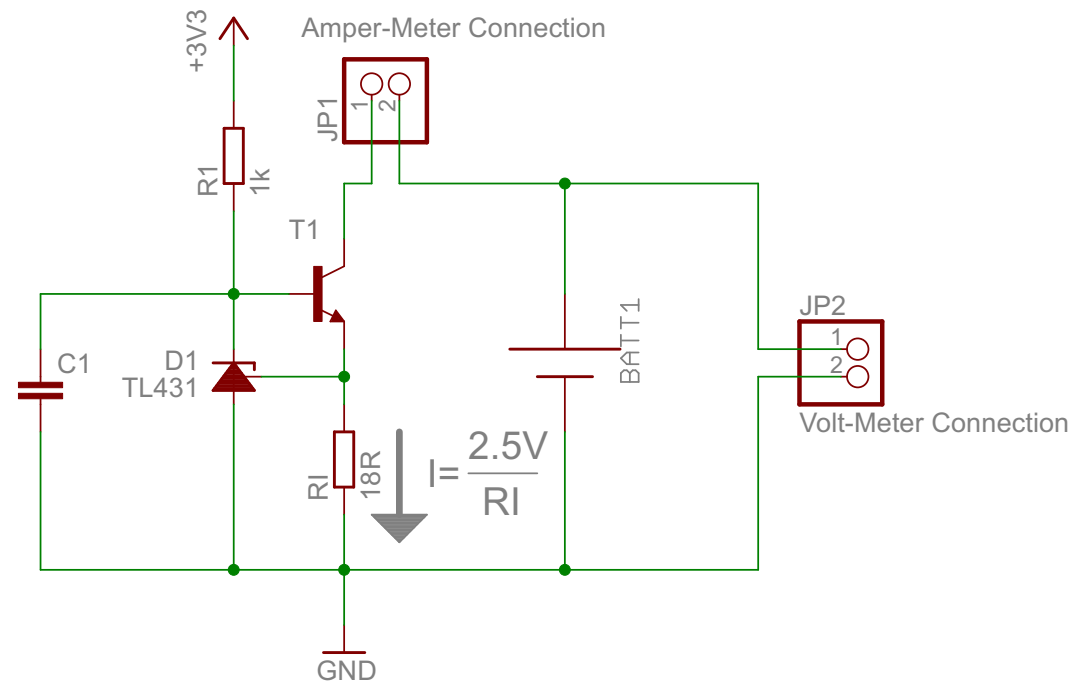 +3V3
Amper-Meter Connection
JP1
1
2
R1
1k
T1
C1
D1
TL431
BATT1
JP2
1
2
Volt-Meter Connection
RI
18R
I=
2.5V
RI
GND